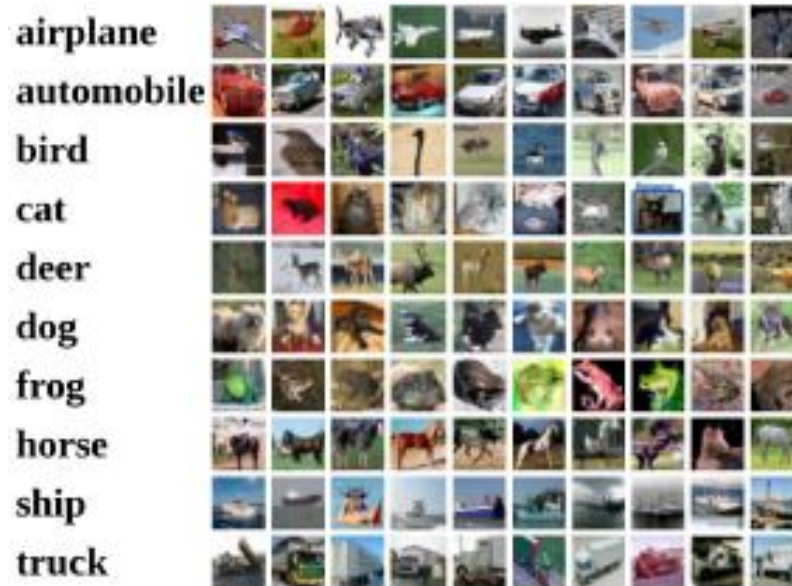 airplane
automobile
bird
cat
deer
dog
frog
horse
ship
truck